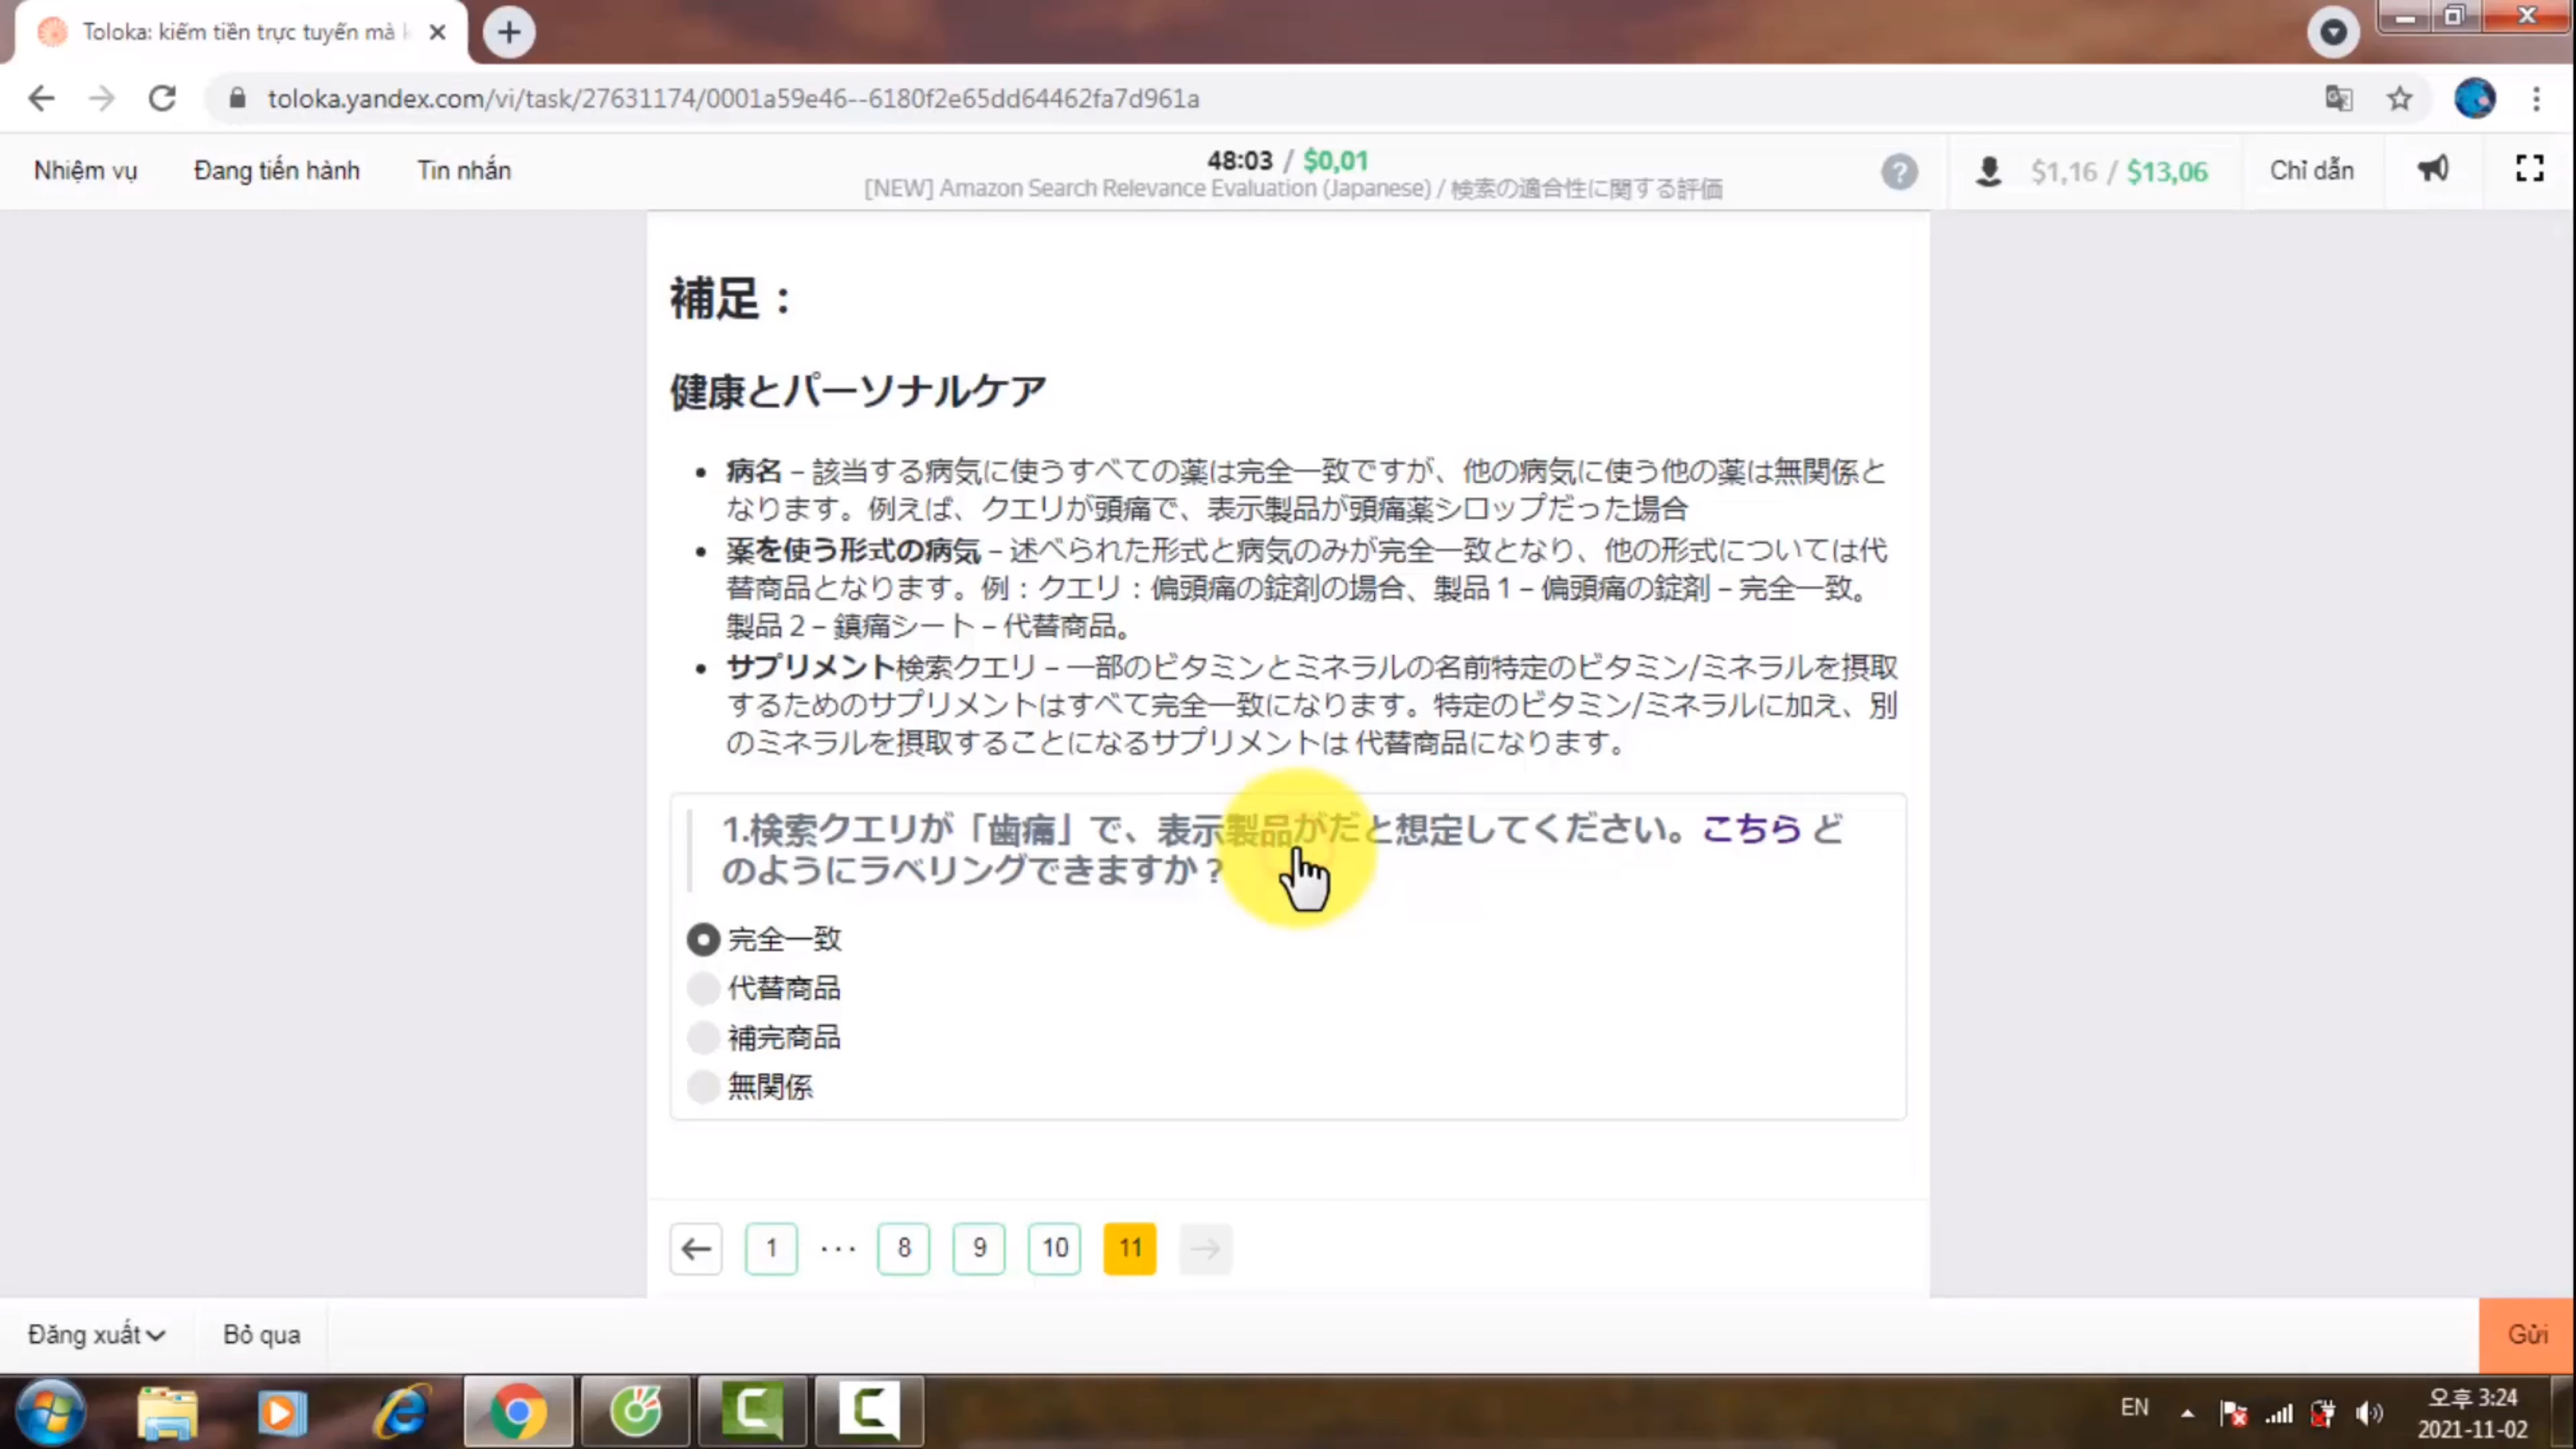 Toloka: kiếm tiền trực tuyến mà k
toloka.yandex.com/vi/task/27631174/0001a59e46--6180f2e65dd64462fa7d961a
Nhiệm vụ
Đang tiến hành
Tin nhắn
48:03 / $0,01
[NEW] Amazon Search Relevance Evaluation (Japanese) / 検索の適合性に関する評価
$1,16 / $13,06
Chỉ dẫn
補足：
健康とパーソナルケア
• 病名 – 該当する病気に使うすべての薬は完全一致ですが、他の病気に使う他の薬は無関係と
なります。例えば、クエリが頭痛で、表示製品が頭痛薬シロップだった場合
• 薬を使う形式の病気 – 述べられた形式と病気のみが完全一致となり、他の形式については代
替商品となります。例：クエリ：偏頭痛の錠剤の場合、製品 1 – 偏頭痛の錠剤 – 完全一致。
製品 2 – 鎮痛シート – 代替商品。
• サプリメント検索クエリ – 一部のビタミンとミネラルの名前特定のビタミン/ミネラルを摂取
するためのサプリメントはすべて完全一致になります。特定のビタミン/ミネラルに加え、別
のミネラルを摂取することになるサプリメントは 代替商品になります。
1.検索クエリが「歯痛」で、表示製品がだと想定してください。こちら ど
のようにラベリングできますか？
完全一致
代替商品
補完商品
無関係
1 ··· 8 9 10 11
Đăng xuất
Bỏ qua
Gửi
EN
오후 3:24
2021-11-02